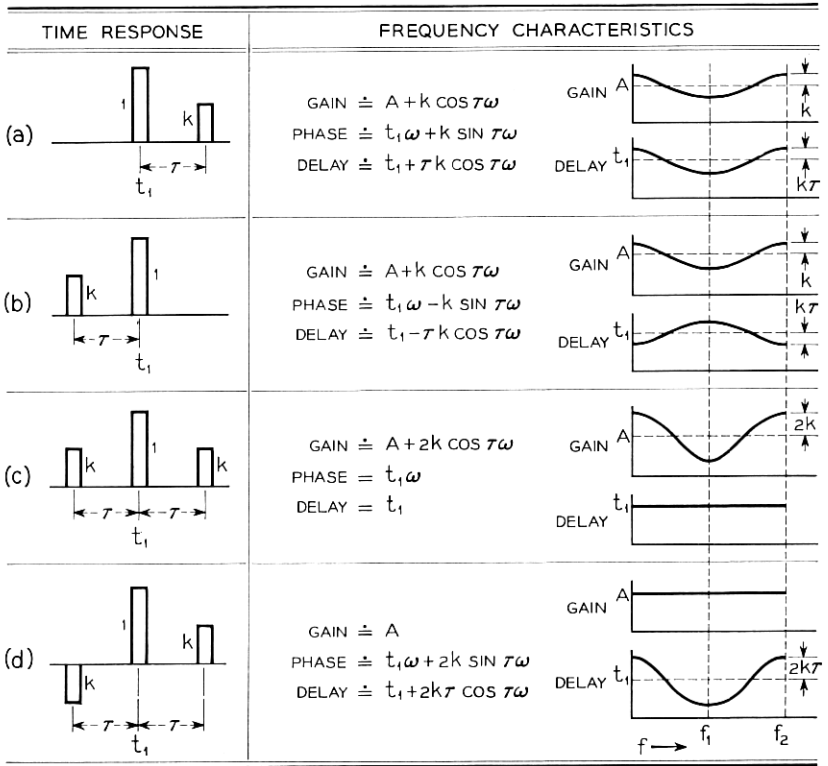 TIME RESPONSE FREQUENCY CHARACTERISTICS
(a)
1 k
τ
t₁
GAIN ≐ A + k COS τω
PHASE ≐ t₁ω + k SIN τω
DELAY ≐ t₁ + τk COS τω
GAIN A
k
DELAY t₁
kτ
(b)
k 1
τ
t₁
GAIN ≐ A + k COS τω
PHASE ≐ t₁ω − k SIN τω
DELAY ≐ t₁ − τk COS τω
GAIN A
k
DELAY t₁
kτ
(c)
k 1 k
τ τ
t₁
GAIN ≐ A + 2k COS τω
PHASE = t₁ω
DELAY = t₁
GAIN A
2k
DELAY t₁
(d)
1 k
k
τ τ
t₁
GAIN ≐ A
PHASE ≐ t₁ω + 2k SIN τω
DELAY ≐ t₁ + 2kτ COS τω
GAIN A
DELAY t₁
2kτ
f f₁ f₂